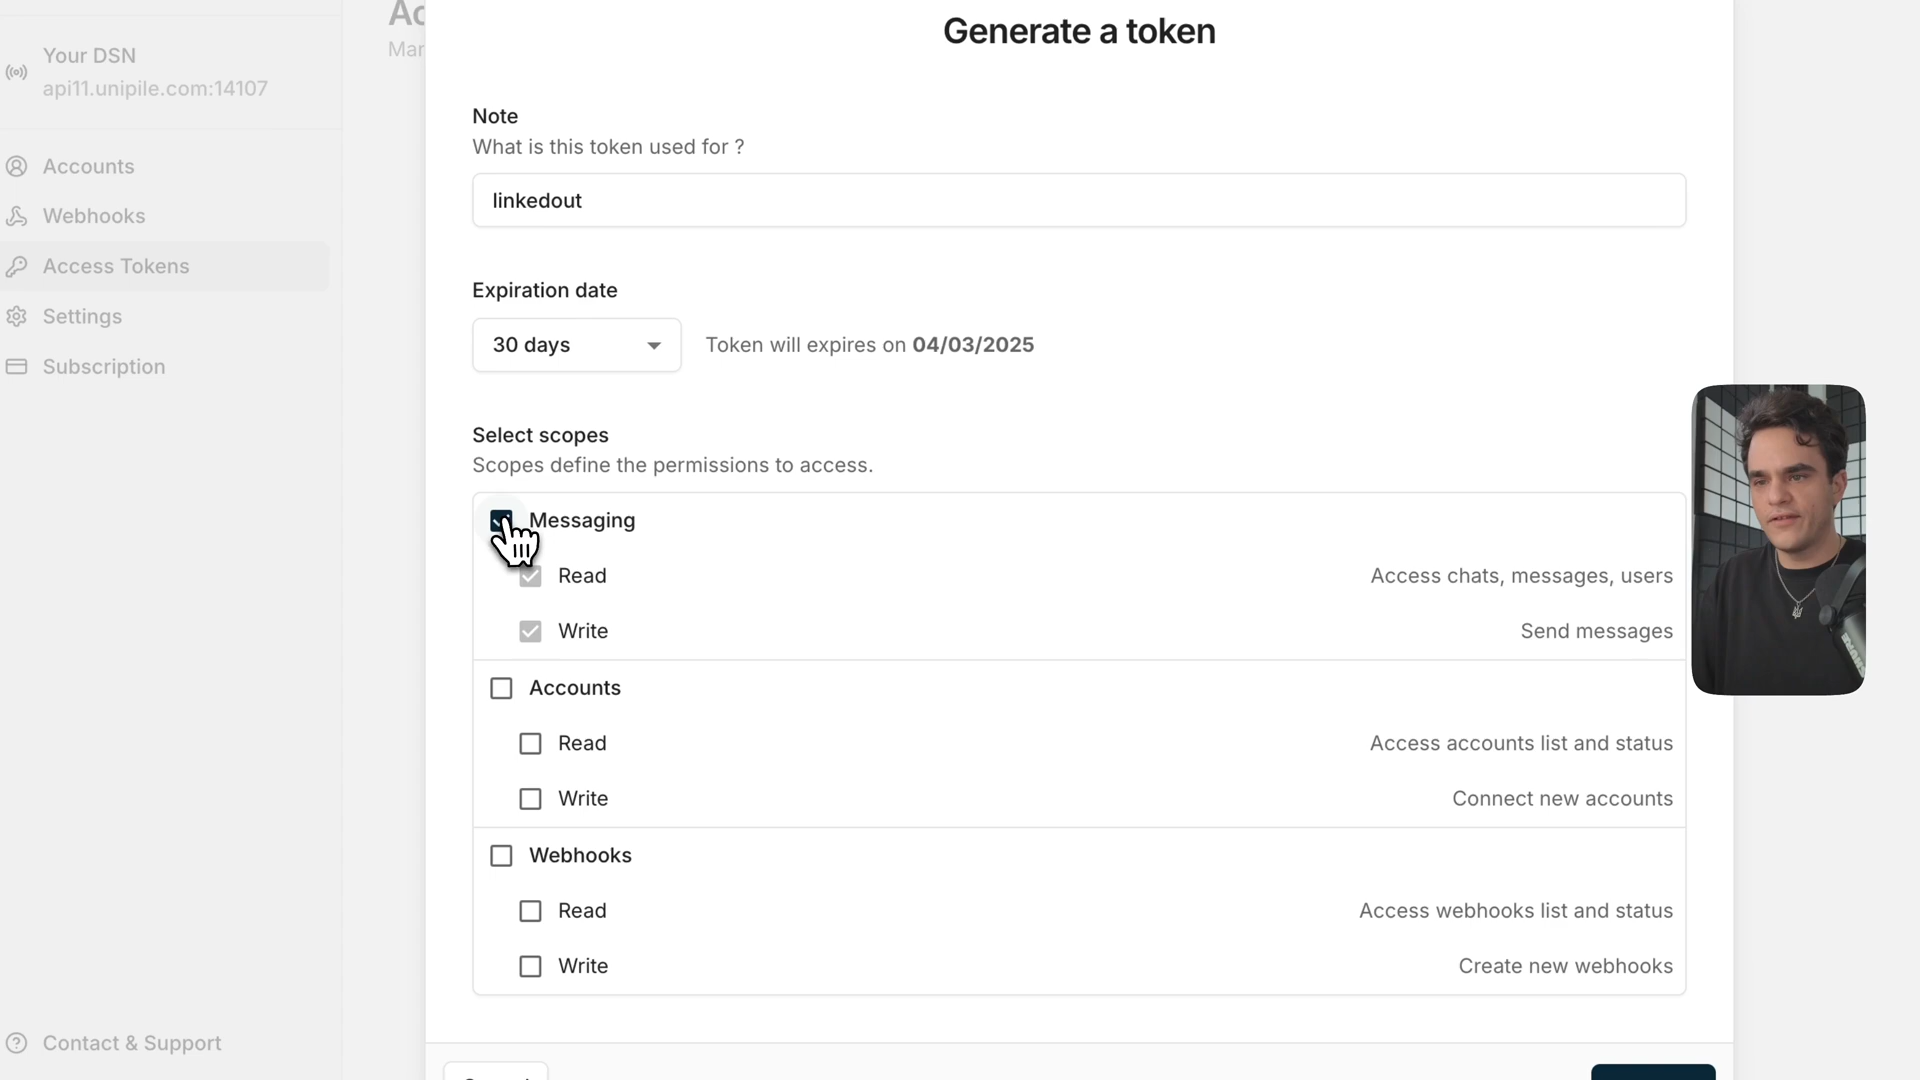 Generate a token
Your DSN
api11.unipile.com:14107
Accounts
Webhooks
Access Tokens
Settings
Subscription
Contact & Support
Note
What is this token used for ?
linkedout
Expiration date
30 days
Token will expires on 04/03/2025
Select scopes
Scopes define the permissions to access.
Messaging
Read
Access chats, messages, users
Write
Send messages
Accounts
Read
Access accounts list and status
Write
Connect new accounts
Webhooks
Read
Access webhooks list and status
Write
Create new webhooks